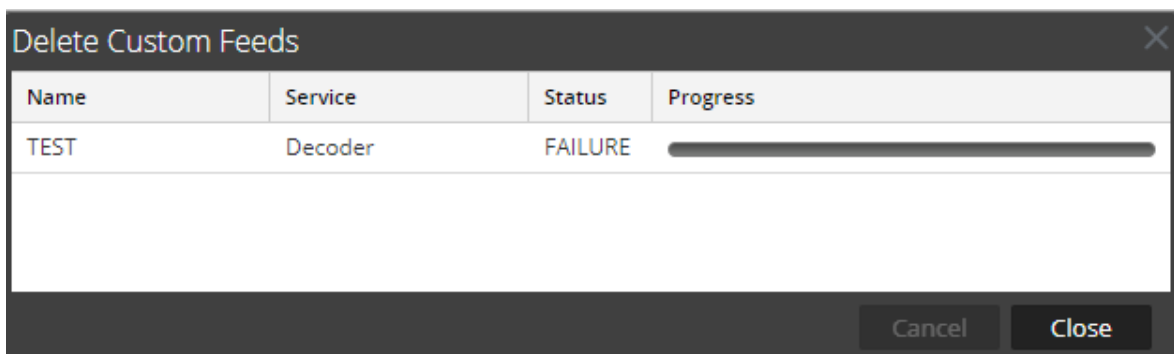 Delete Custom Feeds
Name Service Status Progress
TEST Decoder FAILURE
Cancel Close